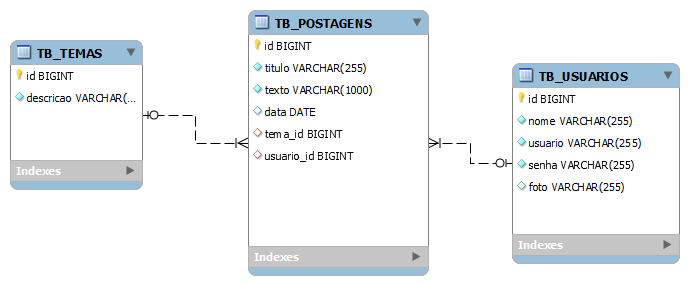 TB_TEMAS
id BIGINT
descricao VARCHAR(...
Indexes
TB_POSTAGENS
id BIGINT
titulo VARCHAR(255)
texto VARCHAR(1000)
data DATE
tema_id BIGINT
usuario_id BIGINT
Indexes
TB_USUARIOS
id BIGINT
nome VARCHAR(255)
usuario VARCHAR(255)
senha VARCHAR(255)
foto VARCHAR(255)
Indexes